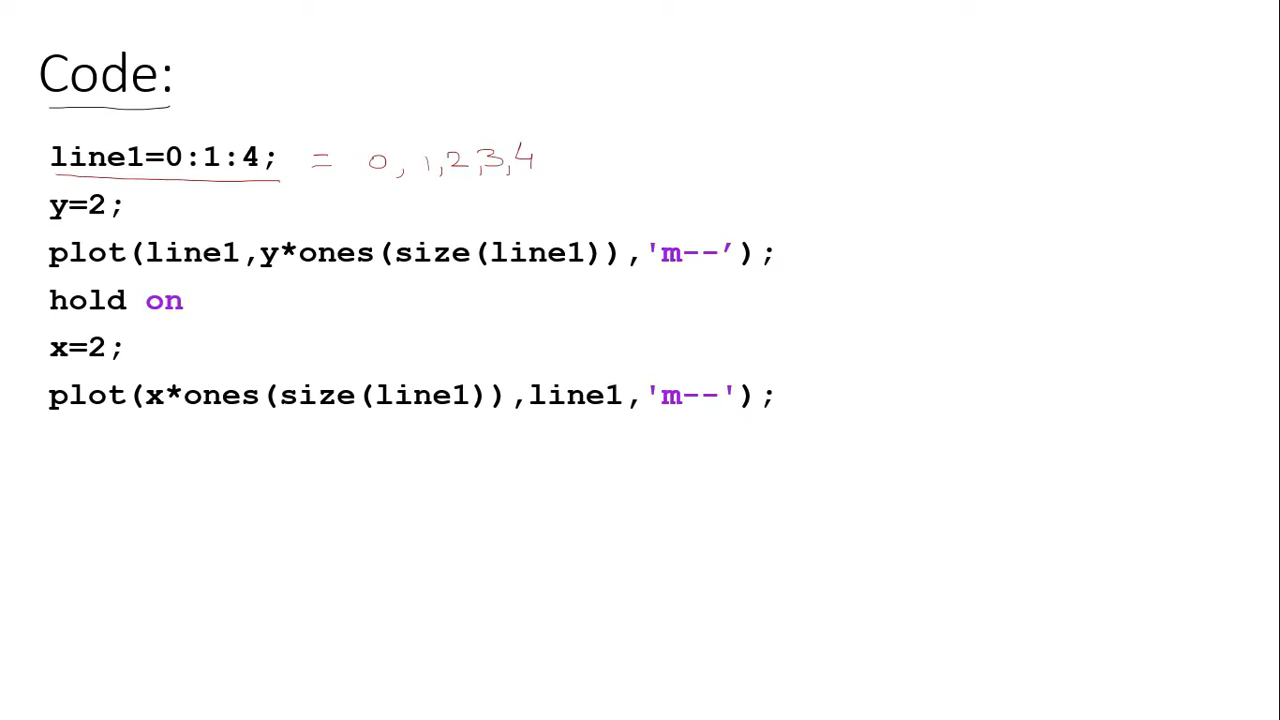 Code:
line1=0:1:4; = 0, 1,2,3,4
y=2;
plot(line1,y*ones(size(line1)),'m--’);
hold on
x=2;
plot(x*ones(size(line1)),line1,'m--');